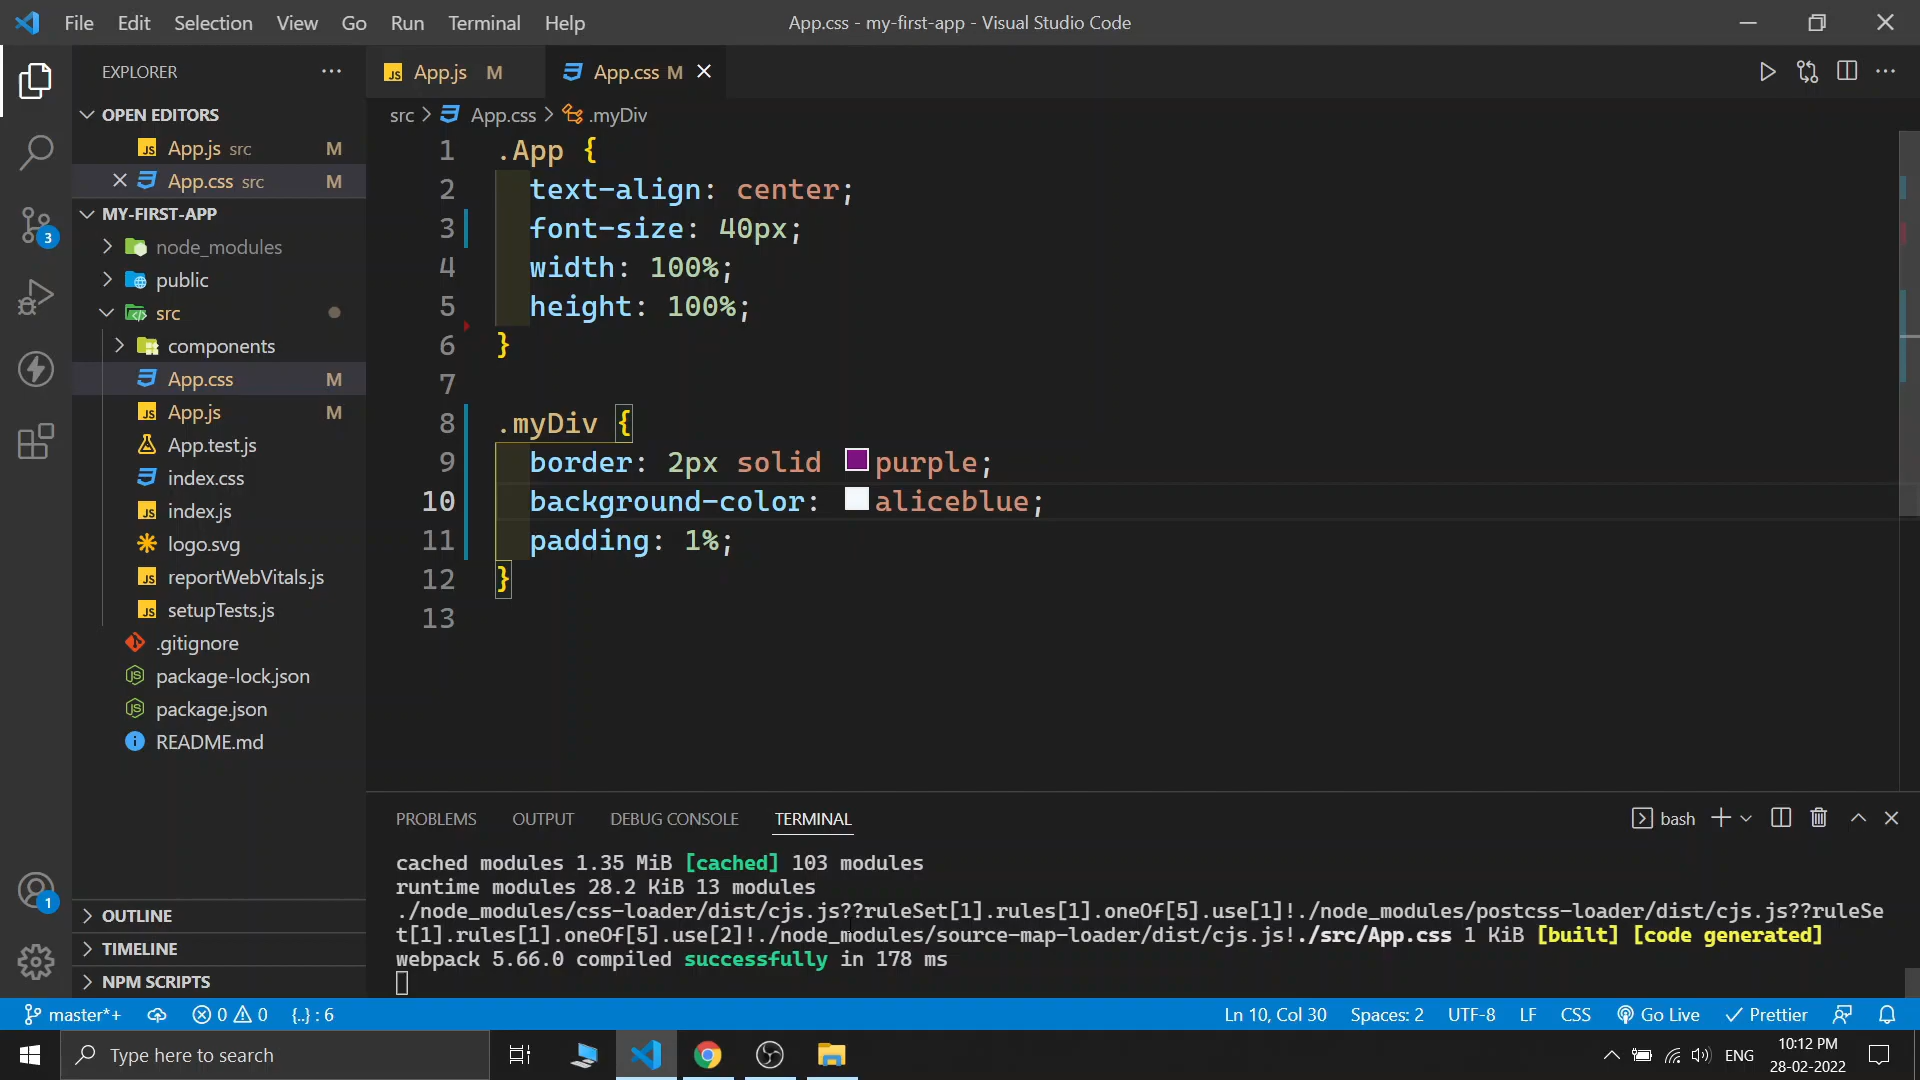 File Edit Selection View Go Run Terminal Help App.css - my-first-app - Visual Studio Code
EXPLORER
OPEN EDITORS
JS App.js src M
App.css src M
MY-FIRST-APP
node_modules
public
src
components
App.css M
JS App.js M
App.test.js
index.css
JS index.js
logo.svg
JS reportWebVitals.js
JS setupTests.js
.gitignore
package-lock.json
package.json
README.md
OUTLINE
TIMELINE
NPM SCRIPTS
3
1
JS App.js M App.css M
src > App.css > .myDiv
1 .App {
2 text-align: center;
3 font-size: 40px;
4 width: 100%;
5 height: 100%;
6 }
7
8 .myDiv {
9 border: 2px solid purple;
10 background-color: aliceblue;
11 padding: 1%;
12 }
13
PROBLEMS OUTPUT DEBUG CONSOLE TERMINAL bash
cached modules 1.35 MiB [cached] 103 modules
runtime modules 28.2 KiB 13 modules
./node_modules/css-loader/dist/cjs.js??ruleSet[1].rules[1].oneOf[5].use[1]!./node_modules/postcss-loader/dist/cjs.js??ruleSe
t[1].rules[1].oneOf[5].use[2]!./node_modules/source-map-loader/dist/cjs.js!./src/App.css 1 KiB [built] [code generated]
webpack 5.66.0 compiled successfully in 178 ms
master*+ 0 0 {..} : 6 Ln 10, Col 30 Spaces: 2 UTF-8 LF CSS Go Live Prettier
Type here to search ENG 10:12 PM
28-02-2022